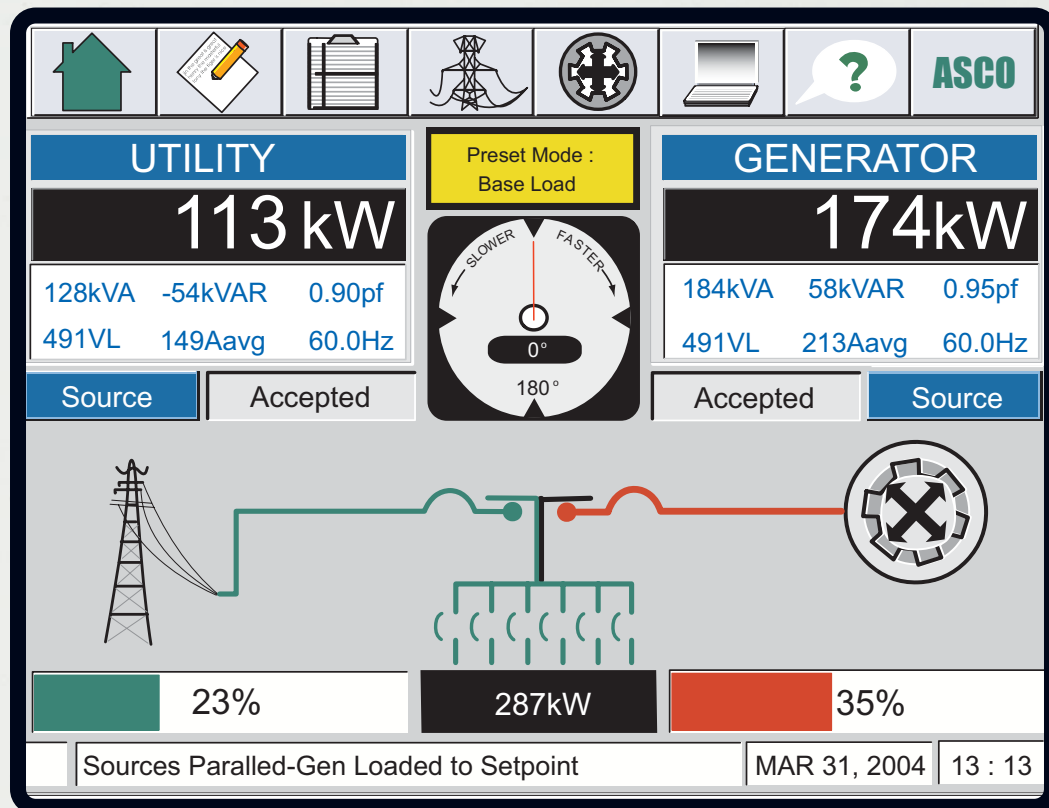 ?
ASCO
UTILITY
113 kW
128kVA -54kVAR 0.90pf
491VL 149Aavg 60.0Hz
Source Accepted
Preset Mode :
Base Load
SLOWER FASTER
0°
180°
GENERATOR
174kW
184kVA 58kVAR 0.95pf
491VL 213Aavg 60.0Hz
Accepted Source
23%
287kW
35%
Sources Paralled-Gen Loaded to Setpoint
MAR 31, 2004
13 : 13